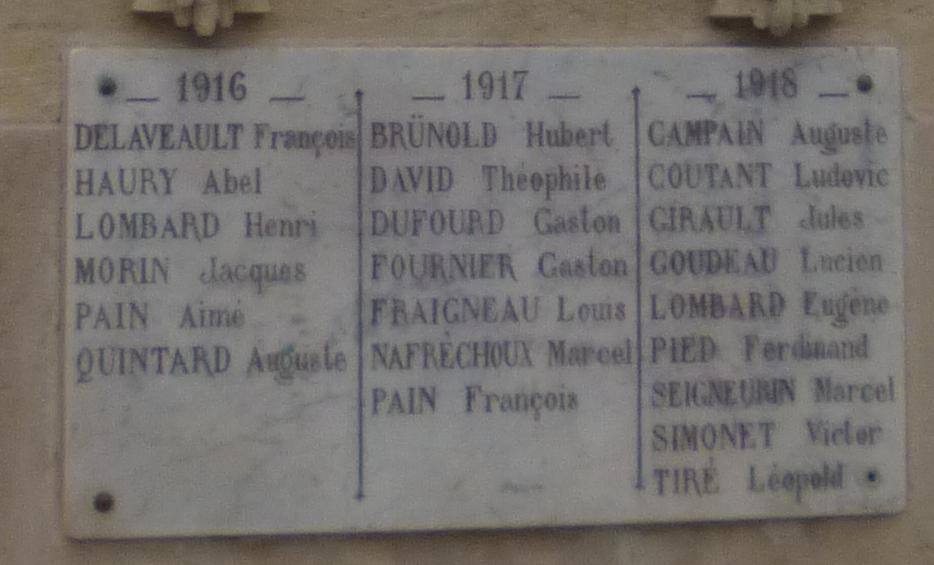 1916
DELAVEAULT François
HAURY Abel
LOMBARD Henri
MORIN Jacques
PAIN Aimé
QUINTARD Auguste
1917
BRÜNOLD Hubert
DAVID Théophile
DUFOURD Gaston
FOURNIER Gaston
FRAIGNEAU Louis
NAFRÉCHOUX Marcel
PAIN François
1918
CAMPAIN Auguste
COUTANT Ludovic
GIRAULT Jules
GOUDEAU Lucien
LOMBARD Eugène
PIED Ferdinand
SEIGNEURIN Marcel
SIMONET Victor
TIRÉ Léopold